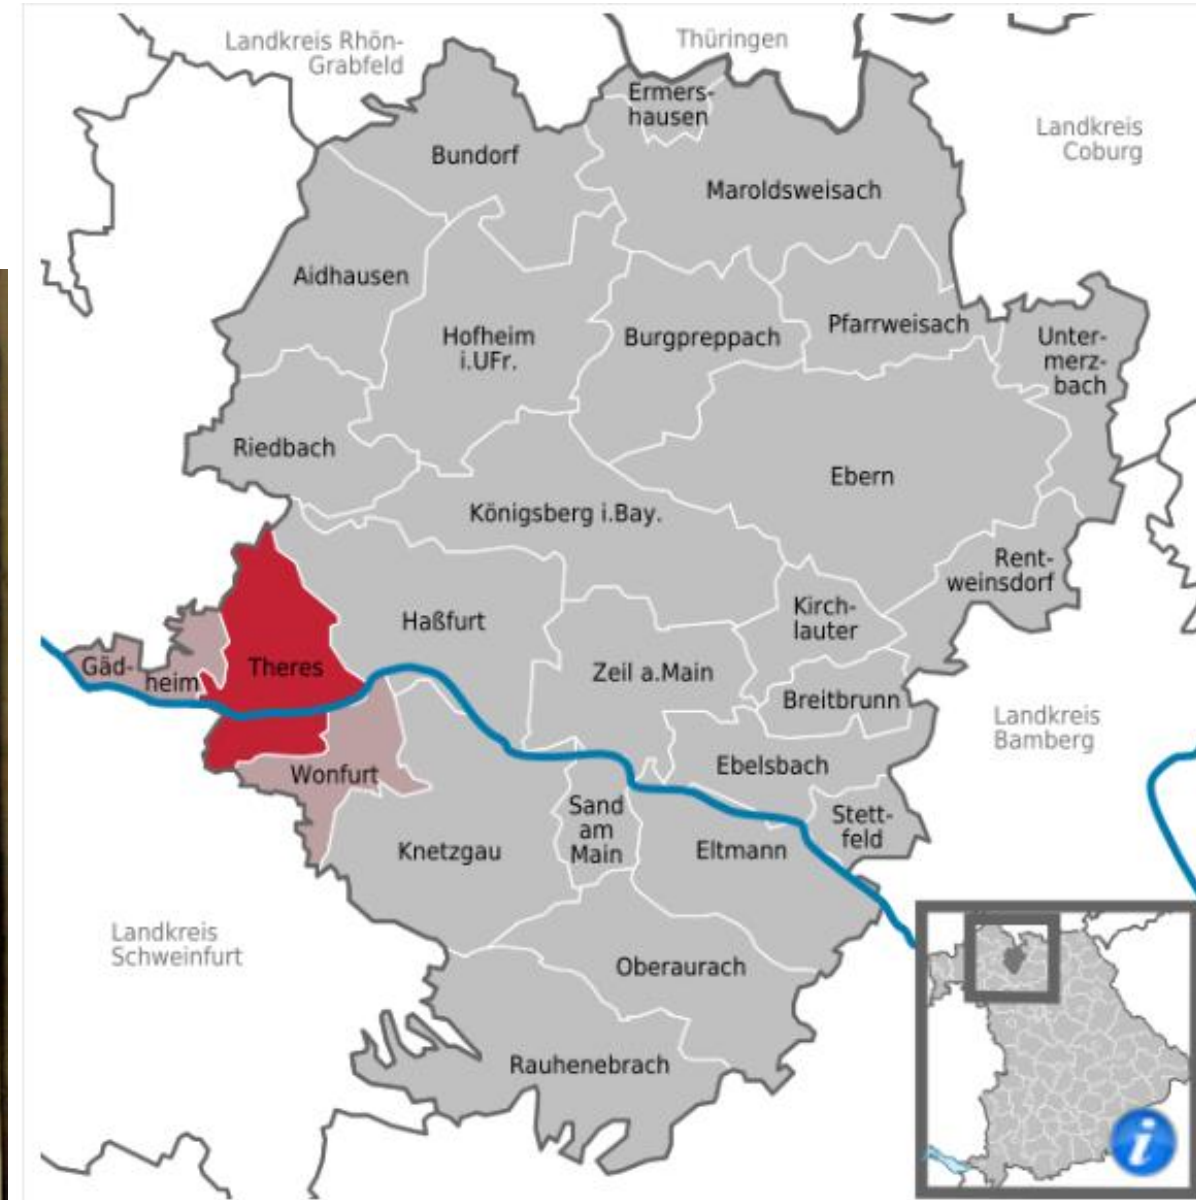 Landkreis Rhön-
Grabfeld
Thüringen
Landkreis
Coburg
Ermers-
hausen
Bundorf
Maroldsweisach
Aidhausen
Hofheim
i.UFr.
Burgpreppach
Pfarrweisach
Unter-
merz-
bach
Riedbach
Ebern
Königsberg i.Bay.
Rent-
weinsdorf
Haßfurt
Kirch-
lauter
Gäd-
heim
Theres
Zeil a.Main
Breitbrunn
Landkreis
Bamberg
Wonfurt
Ebelsbach
Sand
am
Main
Stett-
feld
Knetzgau
Eltmann
Landkreis
Schweinfurt
Oberaurach
Rauhenebrach
i